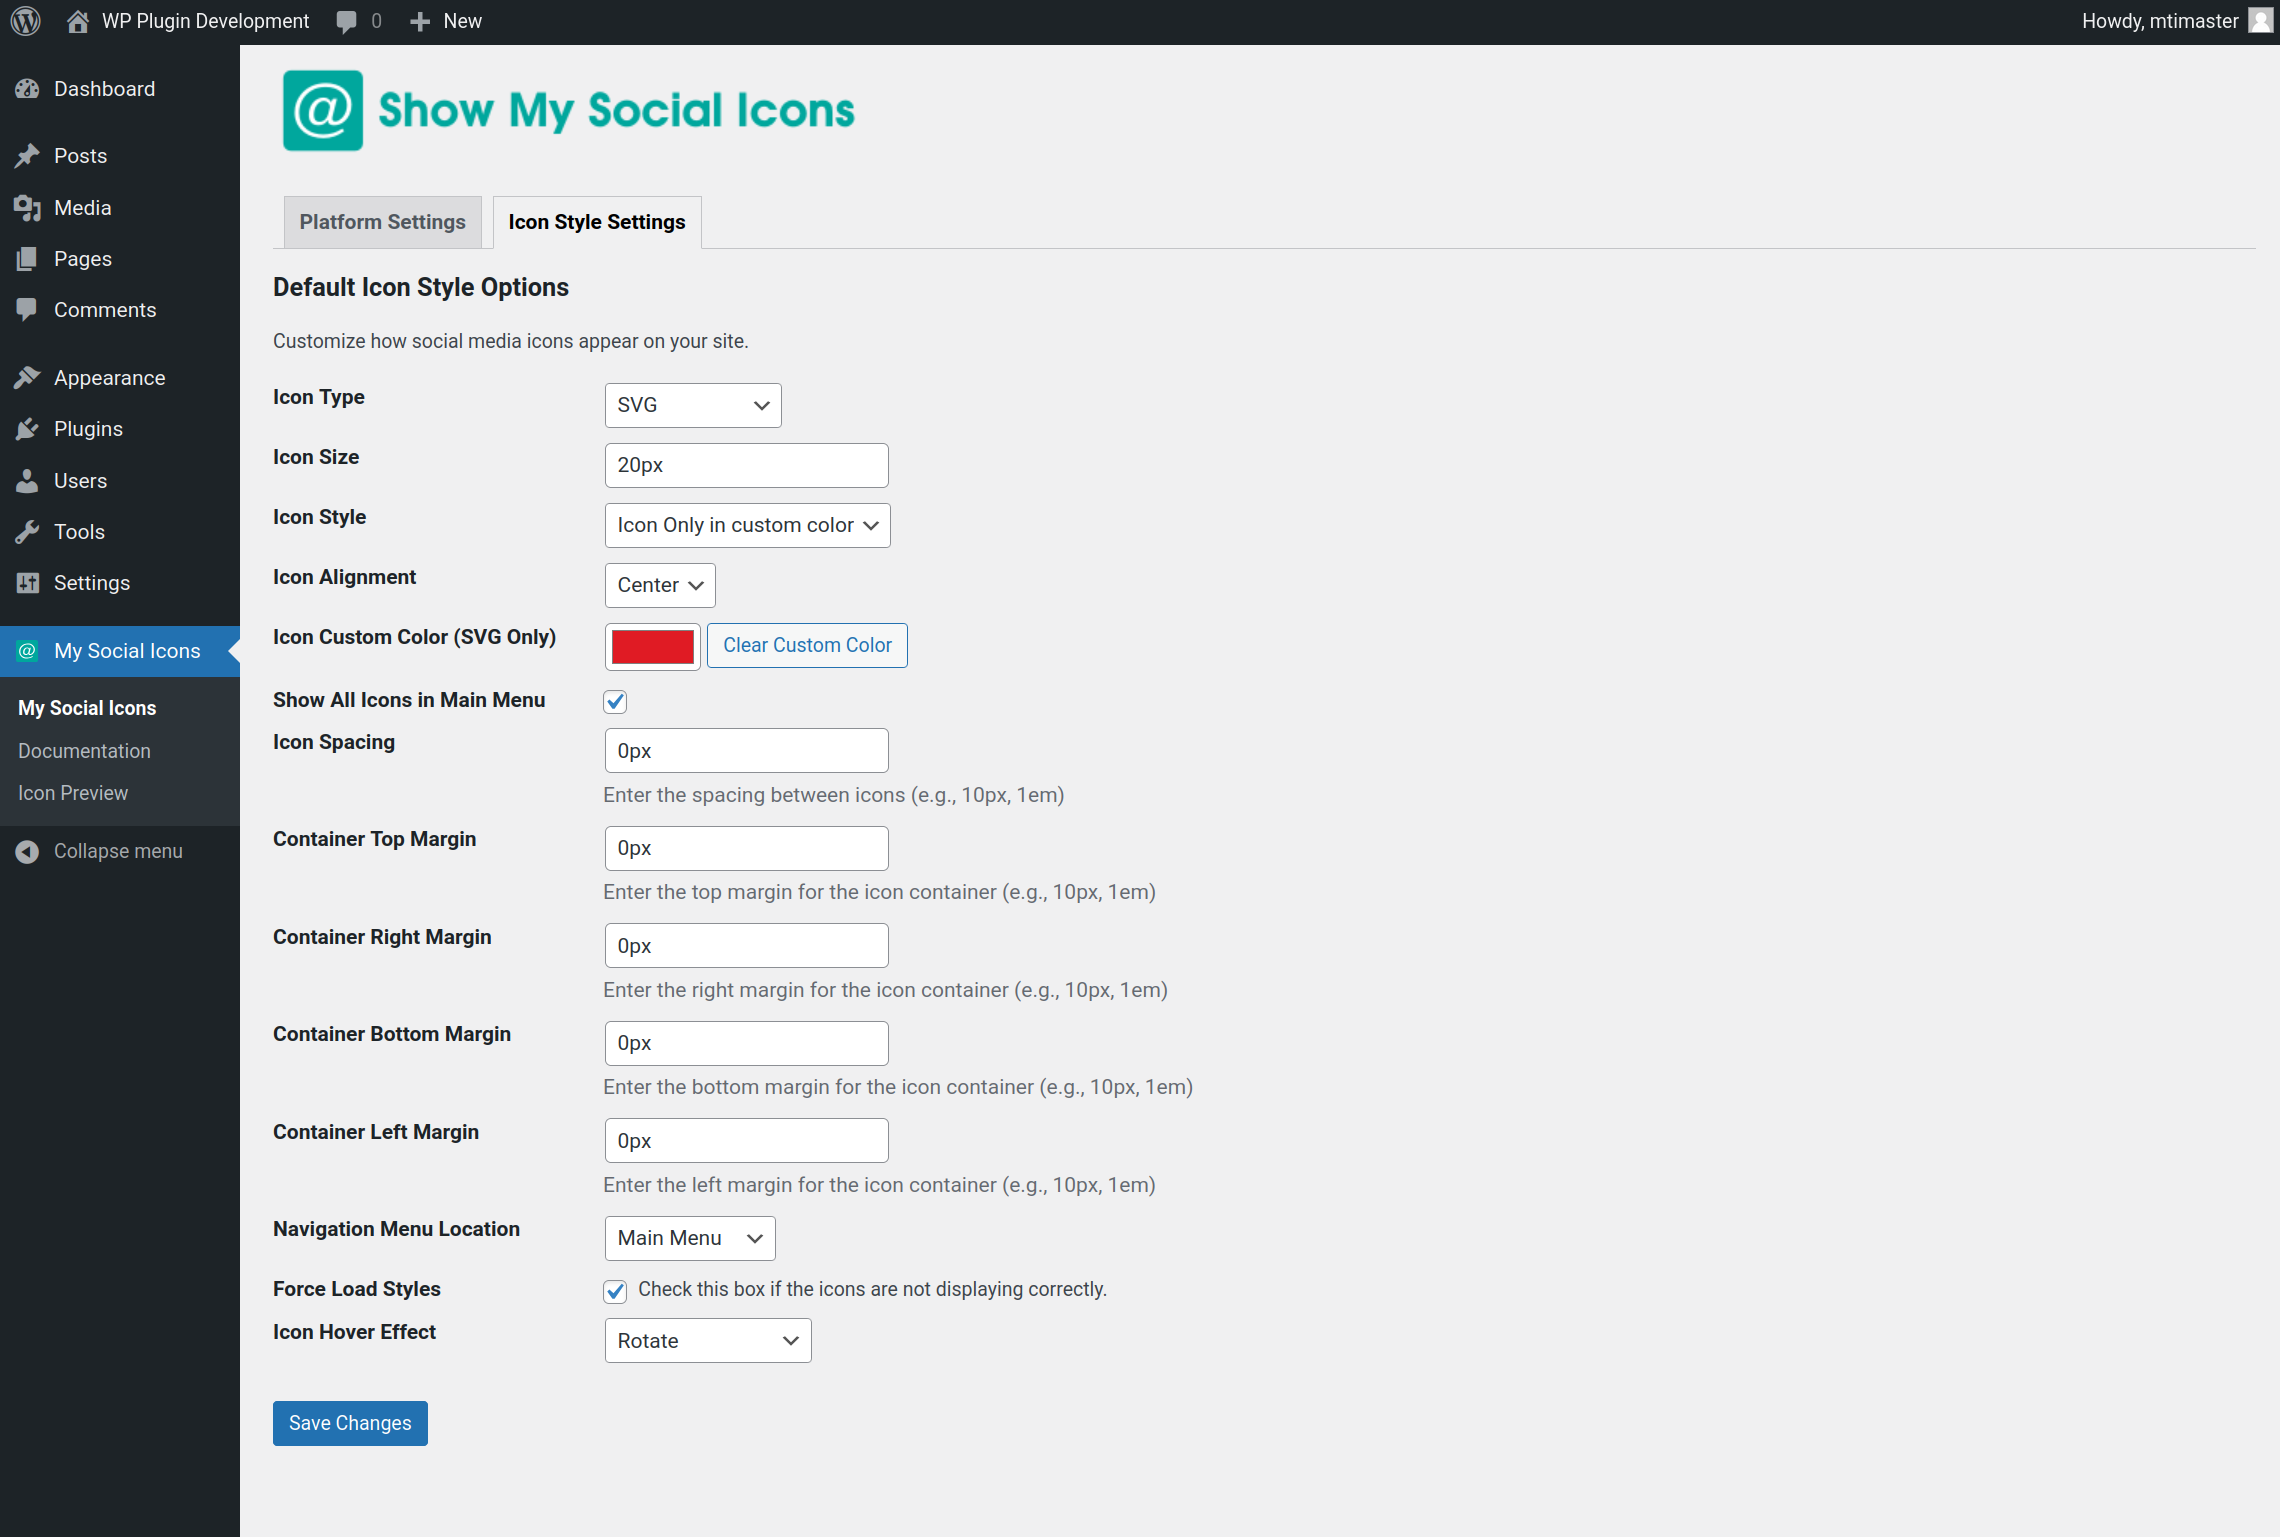 WP Plugin Development 0 New Howdy, mtimaster
Dashboard
Posts
Media
Pages
Comments
Appearance
Plugins
Users
Tools
Settings
@ My Social Icons
My Social Icons
Documentation
Icon Preview
Collapse menu
@ Show My Social Icons
Platform Settings Icon Style Settings
Default Icon Style Options
Customize how social media icons appear on your site.
Icon Type SVG
Icon Size 20px
Icon Style Icon Only in custom color
Icon Alignment Center
Icon Custom Color (SVG Only) Clear Custom Color
Show All Icons in Main Menu
Icon Spacing 0px
Enter the spacing between icons (e.g., 10px, 1em)
Container Top Margin 0px
Enter the top margin for the icon container (e.g., 10px, 1em)
Container Right Margin 0px
Enter the right margin for the icon container (e.g., 10px, 1em)
Container Bottom Margin 0px
Enter the bottom margin for the icon container (e.g., 10px, 1em)
Container Left Margin 0px
Enter the left margin for the icon container (e.g., 10px, 1em)
Navigation Menu Location Main Menu
Force Load Styles Check this box if the icons are not displaying correctly.
Icon Hover Effect Rotate
Save Changes